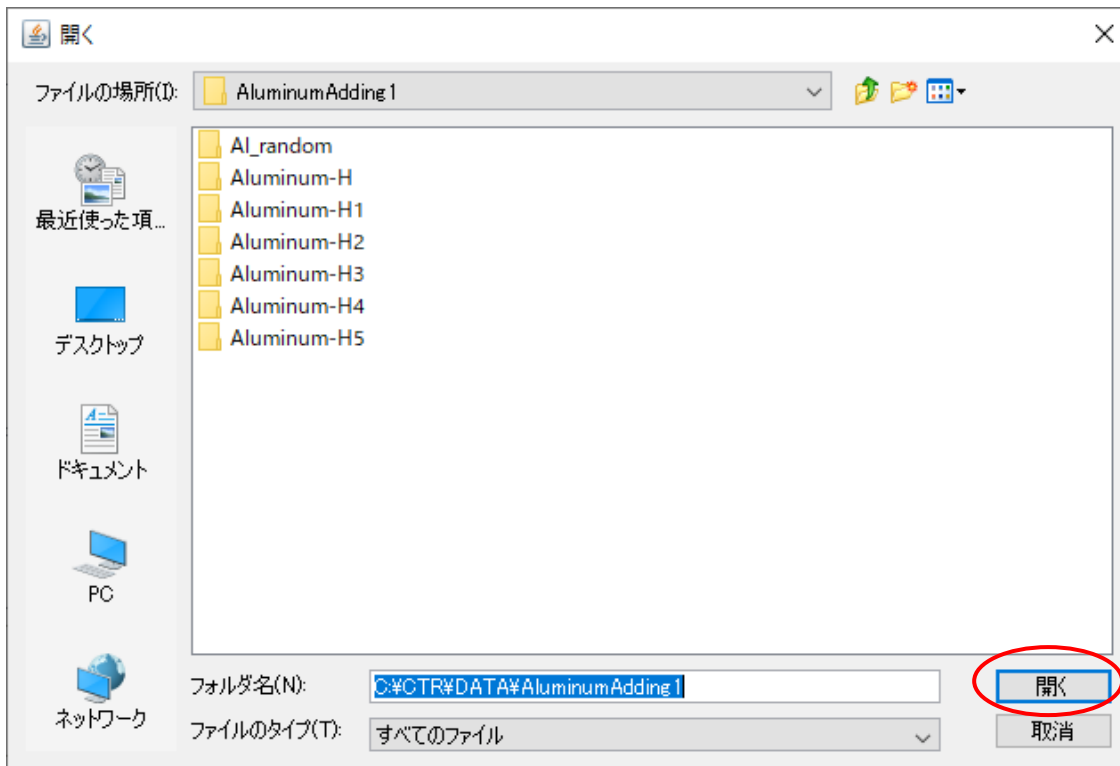 開く
ファイルの場所(I):
AluminumAdding1
最近使った項...
デスクトップ
ドキュメント
PC
ネットワーク
Al_random
Aluminum-H
Aluminum-H1
Aluminum-H2
Aluminum-H3
Aluminum-H4
Aluminum-H5
フォルダ名(N):
C:¥CTR¥DATA¥AluminumAdding1
開く
ファイルのタイプ(T):
すべてのファイル
取消